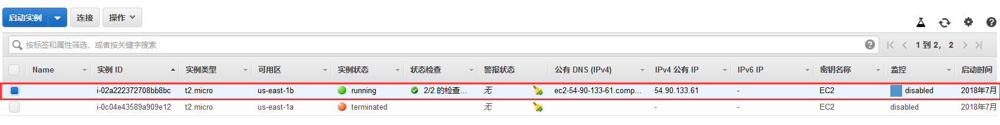 启动实例 连接 操作
按标签和属性筛选，或者按关键字搜索 1 到 2， 2
Name 实例 ID 实例类型 可用区 实例状态 状态检查 警报状态 公有 DNS (IPv4) IPv4 公有 IP IPv6 IP 密钥名称 监控 启动时间
i-02a222372708bb8bc t2.micro us-east-1b running 2/2 的检查... 无 ec2-54-90-133-61.comp... 54.90.133.61 - EC2 disabled 2018年7月
i-0c04e43589a909e12 t2.micro us-east-1a terminated 无 - - EC2 disabled 2018年7月